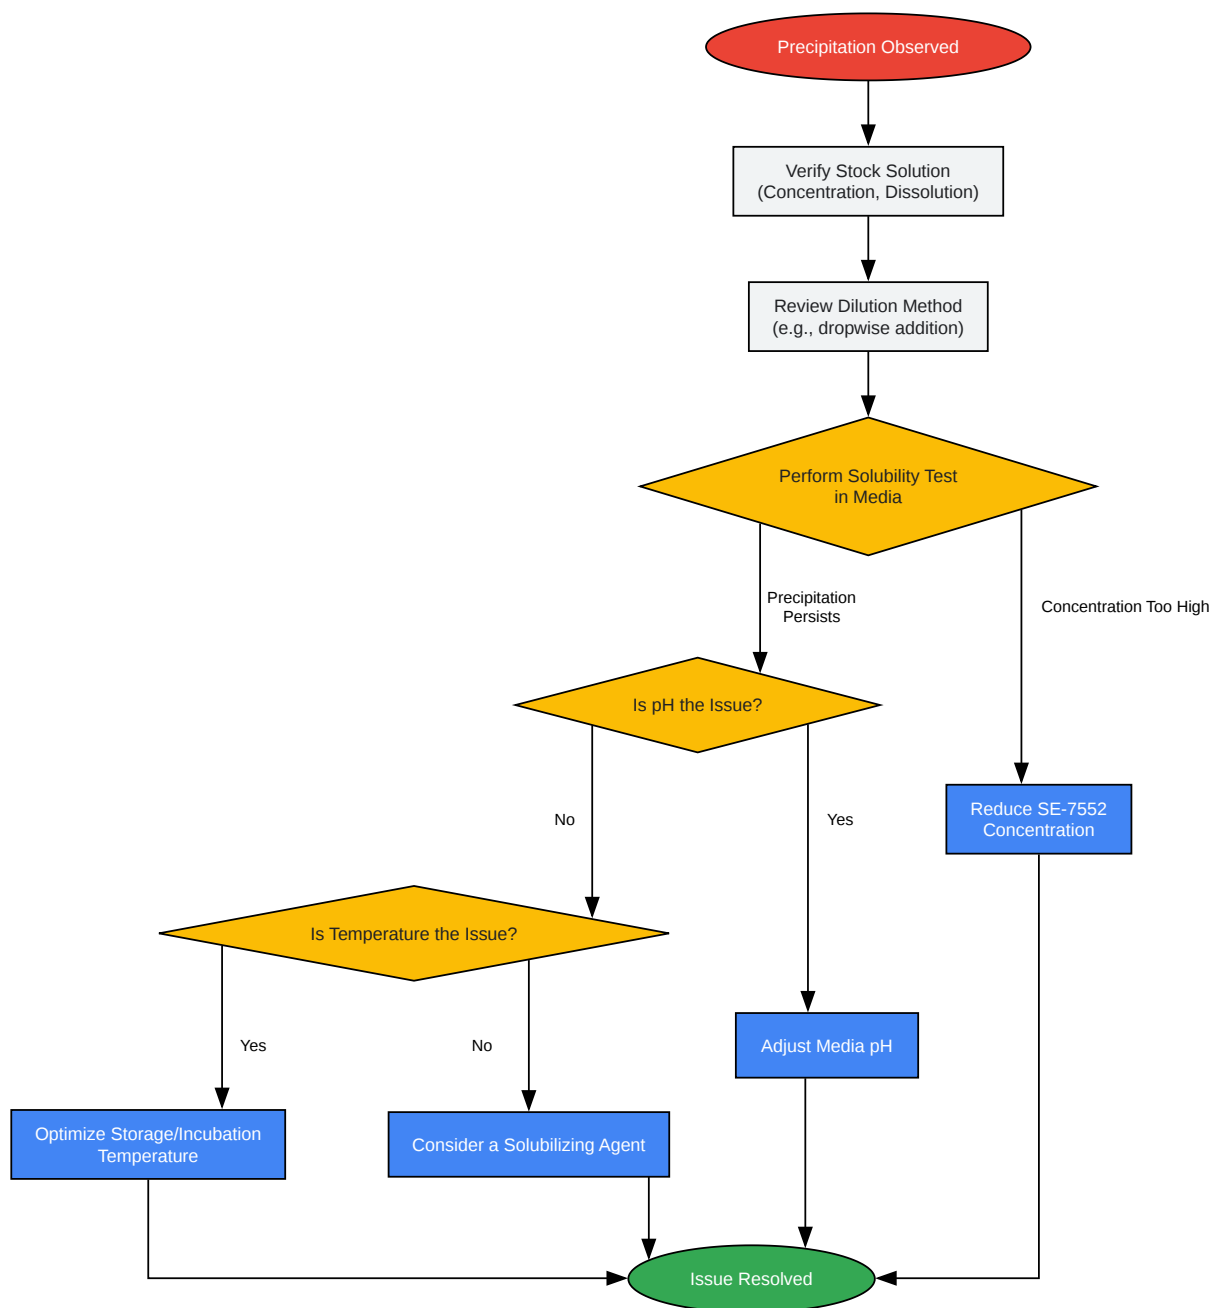 Precipitation Observed
Verify Stock Solution
(Concentration, Dissolution)
Review Dilution Method
(e.g., dropwise addition)
Perform Solubility Test
in Media
Precipitation
Persists
Concentration Too High
Is pH the Issue?
No
Yes
Reduce SE-7552
Concentration
Is Temperature the Issue?
Yes
No
Adjust Media pH
Optimize Storage/Incubation
Temperature
Consider a Solubilizing Agent
Issue Resolved